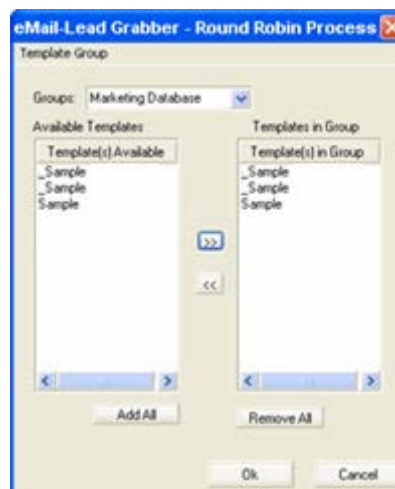 eMail-Lead Grabber - Round Robin Process
Template Group
Groups: Marketing Database
Available Templates
Templates in Group
Template(s) Available
Template(s) in Group
_Sample
_Sample
Sample
_Sample
_Sample
Sample
>>
<<
Add All
Remove All
Ok
Cancel